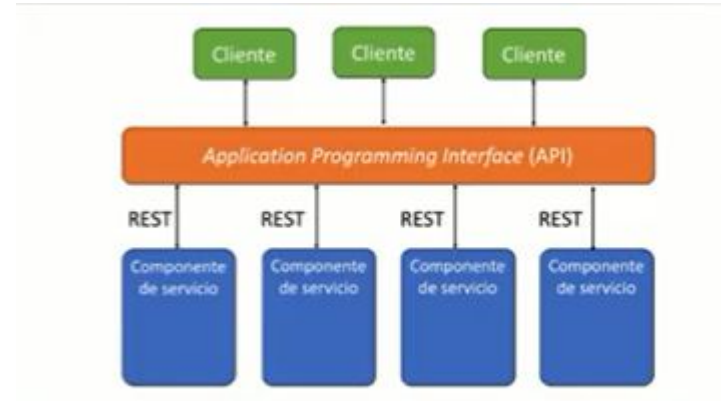 Cliente Cliente Cliente
Application Programming Interface (API)
REST REST REST REST
Componente Componente Componente Componente
de servicio de servicio de servicio de servicio